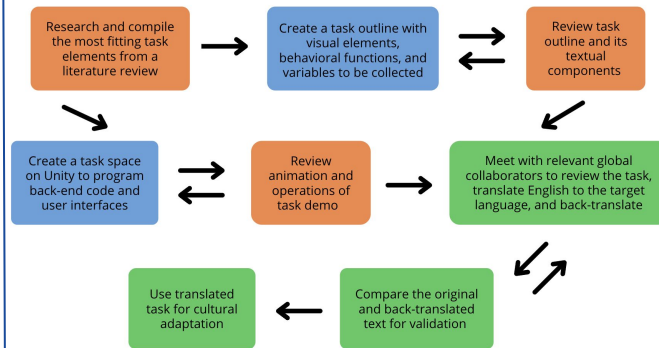 Research and compile
the most fitting task
elements from a
literature review
Create a task outline with
visual elements,
behavioral functions, and
variables to be collected
Review task
outline and its
textual
components
Create a task space
on Unity to program
back-end code and
user interfaces
Review
animation and
operations of
task demo
Meet with relevant global
collaborators to review the task,
translate English to the target
language, and back-translate
Use translated
task for cultural
adaptation
Compare the original
and back-translated
text for validation